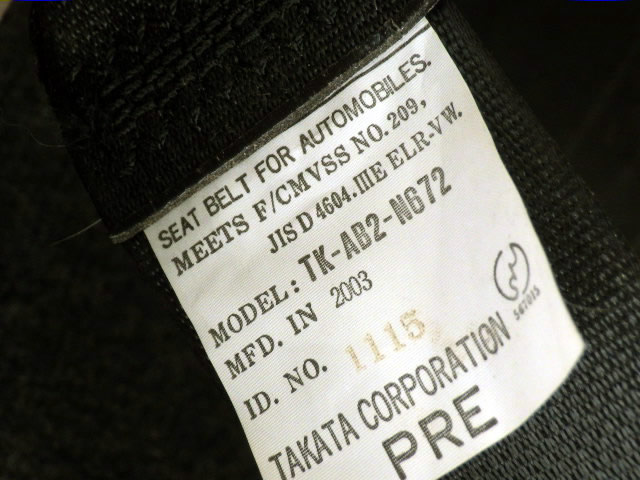 SEAT BELT FOR AUTOMOBILES.
MEETS F/CMVSS NO. 209,
JIS D 4604. IIIE ELR-VW.
MODEL: TK-AB2-N672
MFD. IN 2003
ID. NO. 1115
567015
TAKATA CORPORATION
PRE